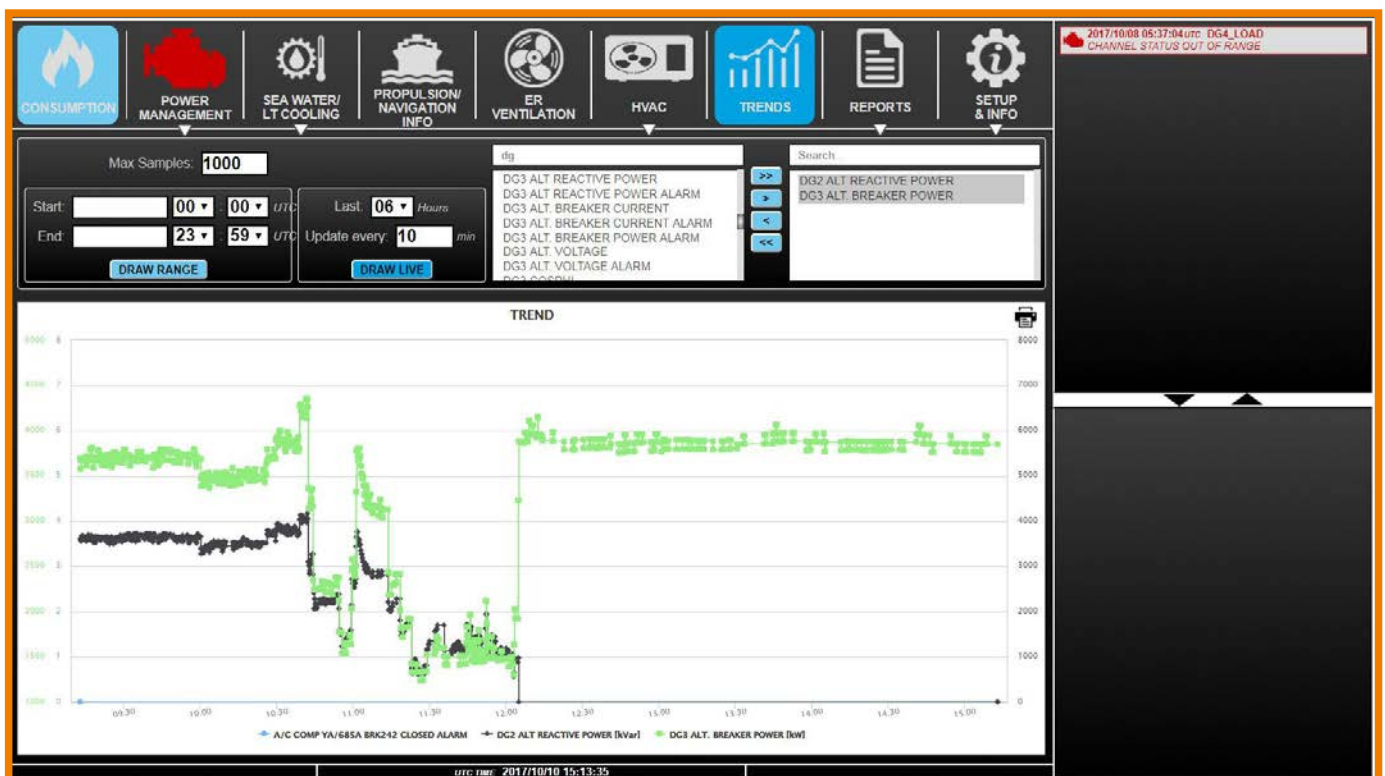 CONSUMPTION
POWER
MANAGEMENT
SEA WATER/
LT COOLING
PROPULSION/
NAVIGATION
INFO
ER
VENTILATION
HVAC
TRENDS
REPORTS
SETUP
& INFO
2017/10/08 05:37:04 UTC DG4_LOAD
CHANNEL STATUS OUT OF RANGE
Max Samples: 1000
Start: 00 : 00 UTC
End: 23 : 59 UTC
DRAW RANGE
Last: 06 Hours
Update every: 10 min
DRAW LIVE
dg
DG3 ALT REACTIVE POWER
DG3 ALT REACTIVE POWER ALARM
DG3 ALT. BREAKER CURRENT
DG3 ALT. BREAKER CURRENT ALARM
DG3 ALT. BREAKER POWER ALARM
DG3 ALT. VOLTAGE
DG3 ALT. VOLTAGE ALARM
DG3 COSPHI
>>
>
<
<<
Search...
DG2 ALT REACTIVE POWER
DG3 ALT. BREAKER POWER
TREND
8 8000
7 7000
6 6000
5 5000
4 4000
3 3000
2000 2 2000
1500 1 1000
1000 0 0
09.30 10.00 10.30 11.00 11.30 12.00 12.30 13.00 13.30 14.00 14.30 15.00
A/C COMP YA/685A BRK242 CLOSED ALARM DG2 ALT REACTIVE POWER [kVar] DG3 ALT. BREAKER POWER [kW]
UTC TIME 2017/10/10 15:13:35